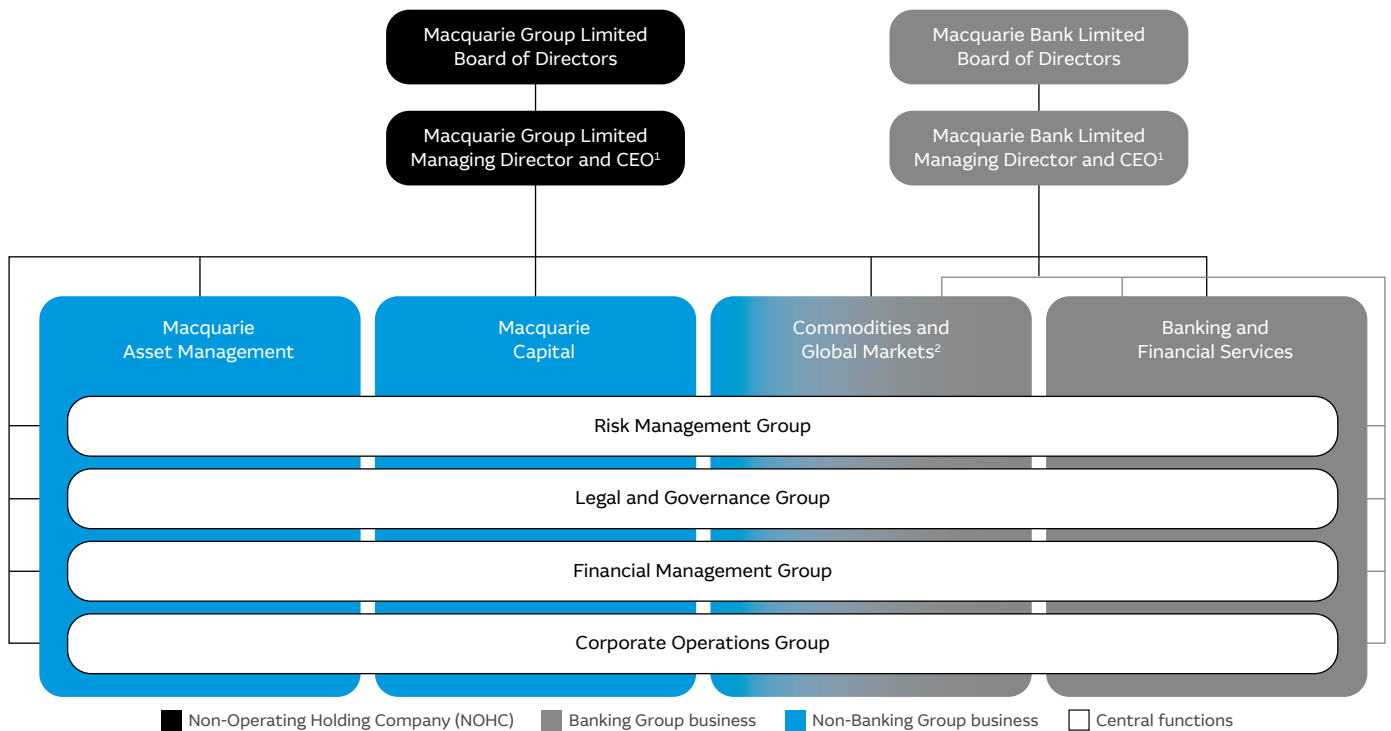 Macquarie Group Limited
Board of Directors
Macquarie Bank Limited
Board of Directors
Macquarie Group Limited
Managing Director and CEO¹
Macquarie Bank Limited
Managing Director and CEO¹
Macquarie
Asset Management
Macquarie
Capital
Commodities and
Global Markets²
Banking and
Financial Services
Risk Management Group
Legal and Governance Group
Financial Management Group
Corporate Operations Group
Non-Operating Holding Company (NOHC)
Banking Group business
Non-Banking Group business
Central functions